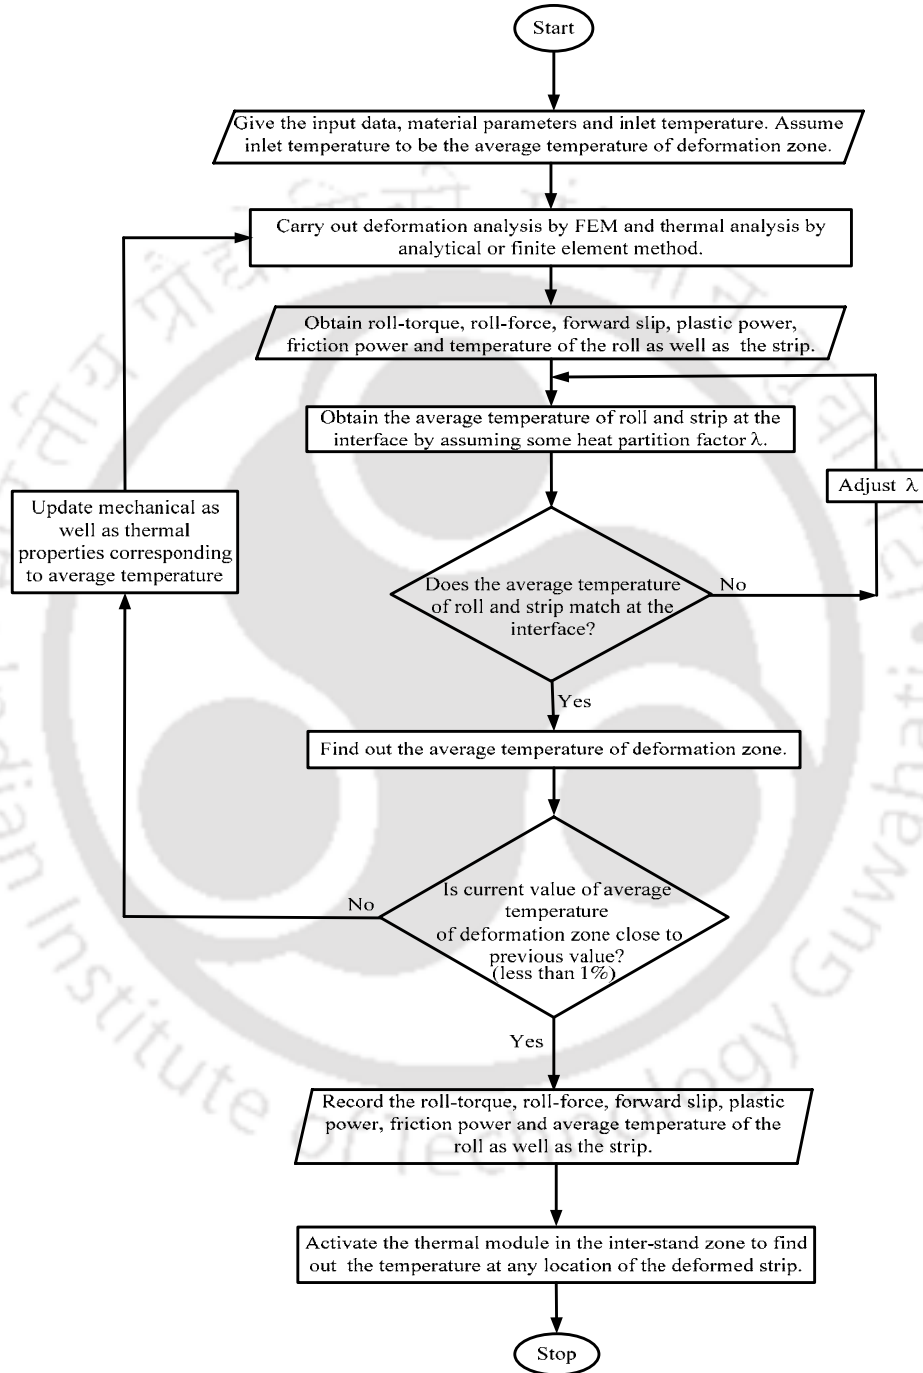 Start
Give the input data, material parameters and inlet temperature. Assume
inlet temperature to be the average temperature of deformation zone.
Carry out deformation analysis by FEM and thermal analysis by
analytical or finite element method.
Obtain roll-torque, roll-force, forward slip, plastic power,
friction power and temperature of the roll as well as the strip.
Obtain the average temperature of roll and strip at the
interface by assuming some heat partition factor λ.
Adjust λ
Update mechanical as
well as thermal
properties corresponding
to average temperature
Does the average temperature
of roll and strip match at the
interface?
No
Yes
Find out the average temperature of deformation zone.
Is current value of average
temperature
of deformation zone close to
previous value?
(less than 1%)
No
Yes
Record the roll-torque, roll-force, forward slip, plastic
power, friction power and average temperature of the
roll as well as the strip.
Activate the thermal module in the inter-stand zone to find
out the temperature at any location of the deformed strip.
Stop
Indian Institute of Technology Guwahati